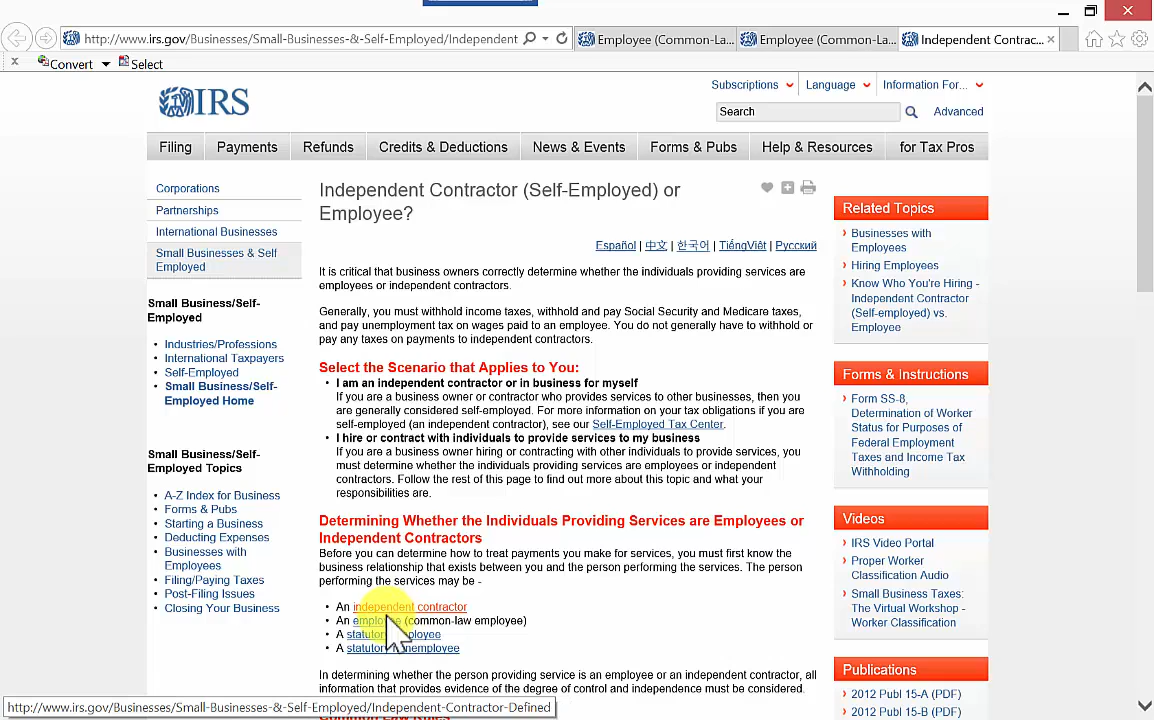 http://www.irs.gov/Businesses/Small-Businesses-&-Self-Employed/Independent
Employee (Common-La...
Employee (Common-La...
Independent Contrac...
x Convert Select
Subscriptions
Language
Information For...
IRS
Search
Advanced
Filing
Payments
Refunds
Credits & Deductions
News & Events
Forms & Pubs
Help & Resources
for Tax Pros
Corporations
Partnerships
International Businesses
Small Businesses & Self
Employed
Small Business/Self-
Employed
• Industries/Professions
• International Taxpayers
• Self-Employed
• Small Business/Self-
Employed Home
Small Business/Self-
Employed Topics
• A-Z Index for Business
• Forms & Pubs
• Starting a Business
• Deducting Expenses
• Businesses with
Employees
• Filing/Paying Taxes
• Post-Filing Issues
• Closing Your Business
Independent Contractor (Self-Employed) or
Employee?
Español | 中文 | 한국어 | TiếngViệt | Русский
It is critical that business owners correctly determine whether the individuals providing services are
employees or independent contractors.
Generally, you must withhold income taxes, withhold and pay Social Security and Medicare taxes,
and pay unemployment tax on wages paid to an employee. You do not generally have to withhold or
pay any taxes on payments to independent contractors.
Select the Scenario that Applies to You:
• I am an independent contractor or in business for myself
If you are a business owner or contractor who provides services to other businesses, then you
are generally considered self-employed. For more information on your tax obligations if you are
self-employed (an independent contractor), see our Self-Employed Tax Center.
• I hire or contract with individuals to provide services to my business
If you are a business owner hiring or contracting with other individuals to provide services, you
must determine whether the individuals providing services are employees or independent
contractors. Follow the rest of this page to find out more about this topic and what your
responsibilities are.
Determining Whether the Individuals Providing Services are Employees or
Independent Contractors
Before you can determine how to treat payments you make for services, you must first know the
business relationship that exists between you and the person performing the services. The person
performing the services may be -
• An independent contractor
• An employee (common-law employee)
• A statutory employee
• A statutory nonemployee
In determining whether the person providing service is an employee or an independent contractor, all
information that provides evidence of the degree of control and independence must be considered.
Common Law Rules
Related Topics
Businesses with
Employees
Hiring Employees
Know Who You're Hiring -
Independent Contractor
(Self-employed) vs.
Employee
Forms & Instructions
Form SS-8,
Determination of Worker
Status for Purposes of
Federal Employment
Taxes and Income Tax
Withholding
Videos
IRS Video Portal
Proper Worker
Classification Audio
Small Business Taxes:
The Virtual Workshop -
Worker Classification
Publications
2012 Publ 15-A (PDF)
2012 Publ 15-B (PDF)
http://www.irs.gov/Businesses/Small-Businesses-&-Self-Employed/Independent-Contractor-Defined